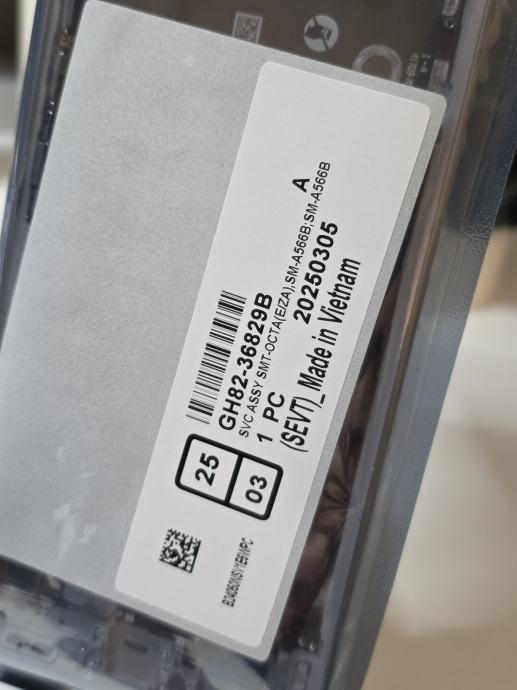 GH82-36829B
SVC ASSY SMT-OCTA(E/ZA),SM-A566B;SM-A566B
1 PC 20250305 A
(SEVT)_Made in Vietnam
25
03